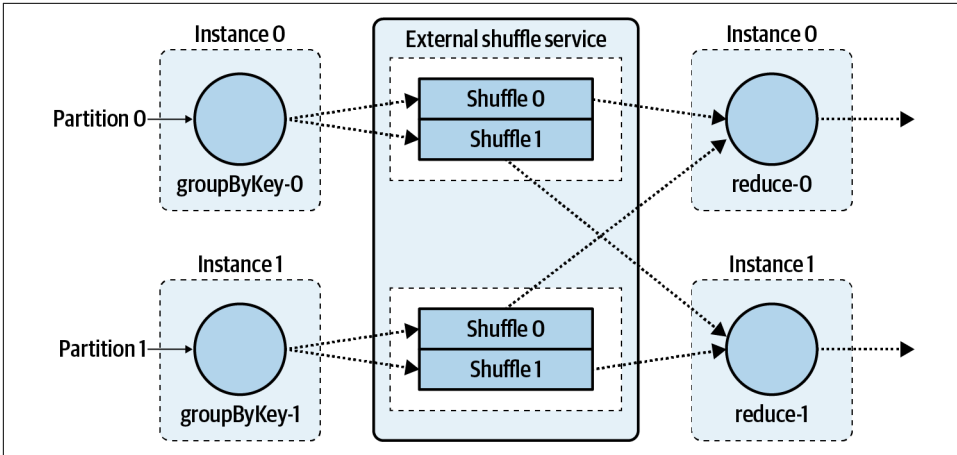 Instance 0
External shuffle service
Instance 0
Partition 0
Shuffle 0
Shuffle 1
groupByKey-0
reduce-0
Instance 1
Instance 1
Partition 1
Shuffle 0
Shuffle 1
groupByKey-1
reduce-1